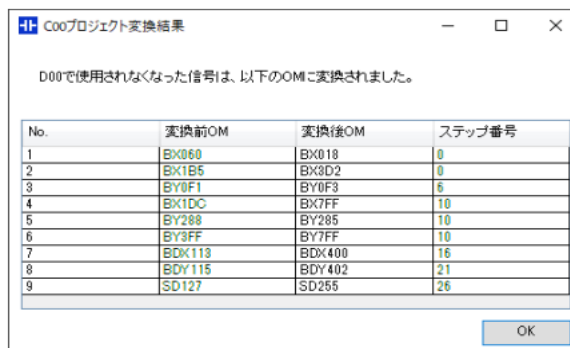 C00プロジェクト変換結果
D00で使用されなくなった信号は、以下のOMに変換されました。
No. 変換前OM 変換後OM ステップ番号
1 BX060 BX018 0
2 BX1B5 BX3D2 0
3 BY0F1 BY0F3 6
4 BX1DC BX7FF 10
5 BY288 BY285 10
6 BY3FF BY7FF 10
7 BDX113 BDX400 16
8 BDY115 BDY402 21
9 SD127 SD255 26
OK